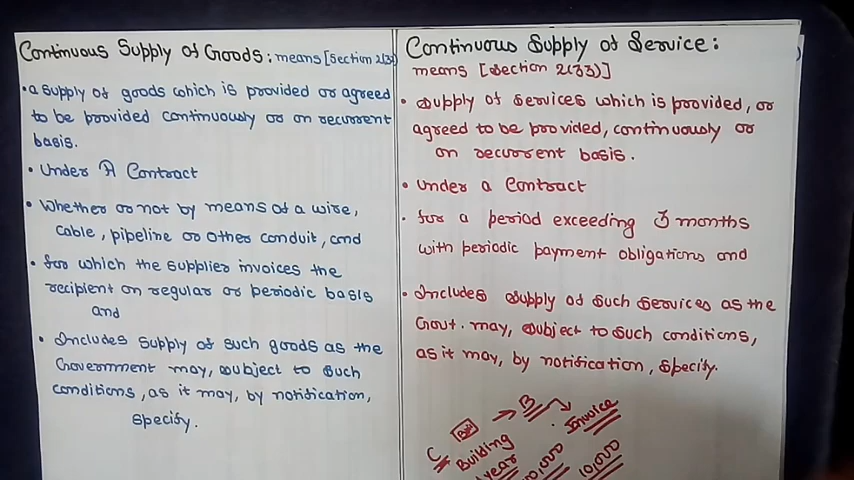 Continuous Supply of Goods: means [Section 2(32)
• a supply of goods which is provided or agreed
to be provided continuously or on recurrent
basis.
• Under A Contract
• Whether or not by means of a wire,
cable, pipeline or other conduit, and
• for which the supplier invoices the
recipient on regular or periodic basis
and
• Includes supply of such goods as the
Government may, subject to such
conditions, as it may, by notification,
specify.
Continuous Supply of Service:
means [Section 2(33)]
• supply of services which is provided, or
agreed to be provided, continuously or
on recurrent basis.
• Under a Contract
• for a period exceeding 3 months
with periodic payment obligations and
• Includes supply of such services as the
Govt. may, subject to such conditions,
as it may, by notification, specify.
B
Invoice
C
Building
year
10,000